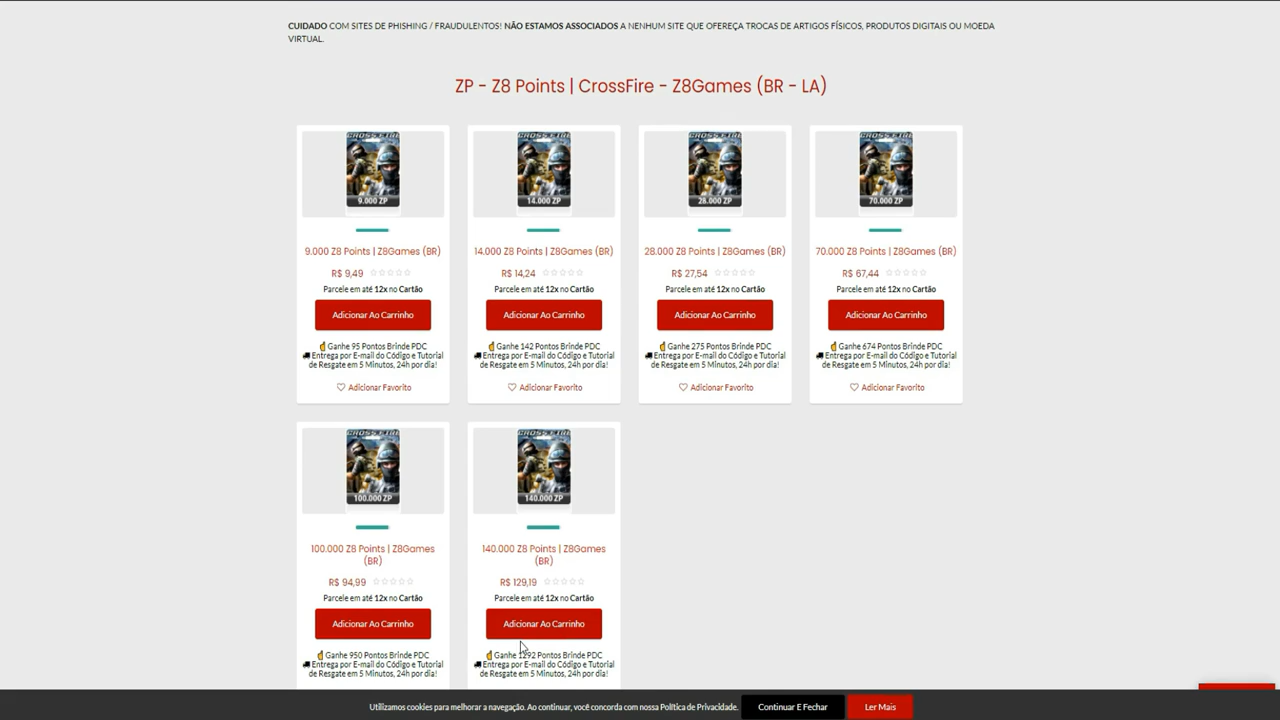 CUIDADO COM SITES DE PHISHING / FRAUDULENTOS! NÃO ESTAMOS ASSOCIADOS A NENHUM SITE QUE OFEREÇA TROCAS DE ARTIGOS FÍSICOS, PRODUTOS DIGITAIS OU MOEDA
VIRTUAL.
ZP - Z8 Points | CrossFire - Z8Games (BR - LA)
CROSSFIRE
9.000 ZP
CROSSFIRE
14.000 ZP
CROSSFIRE
28.000 ZP
CROSSFIRE
70.000 ZP
9.000 Z8 Points | Z8Games (BR)
R$ 9,49
Parcele em até 12x no Cartão
Adicionar Ao Carrinho
Ganhe 95 Pontos Brinde PDC
Entrega por E-mail do Código e Tutorial
de Resgate em 5 Minutos, 24h por dia!
Adicionar Favorito
14.000 Z8 Points | Z8Games (BR)
R$ 14,24
Parcele em até 12x no Cartão
Adicionar Ao Carrinho
Ganhe 142 Pontos Brinde PDC
Entrega por E-mail do Código e Tutorial
de Resgate em 5 Minutos, 24h por dia!
Adicionar Favorito
28.000 Z8 Points | Z8Games (BR)
R$ 27,54
Parcele em até 12x no Cartão
Adicionar Ao Carrinho
Ganhe 275 Pontos Brinde PDC
Entrega por E-mail do Código e Tutorial
de Resgate em 5 Minutos, 24h por dia!
Adicionar Favorito
70.000 Z8 Points | Z8Games (BR)
R$ 67,44
Parcele em até 12x no Cartão
Adicionar Ao Carrinho
Ganhe 674 Pontos Brinde PDC
Entrega por E-mail do Código e Tutorial
de Resgate em 5 Minutos, 24h por dia!
Adicionar Favorito
CROSSFIRE
100.000 ZP
100.000 Z8 Points | Z8Games
(BR)
R$ 94,99
Parcele em até 12x no Cartão
Adicionar Ao Carrinho
Ganhe 950 Pontos Brinde PDC
Entrega por E-mail do Código e Tutorial
de Resgate em 5 Minutos, 24h por dia!
CROSSFIRE
140.000 ZP
140.000 Z8 Points | Z8Games
(BR)
R$ 129,19
Parcele em até 12x no Cartão
Adicionar Ao Carrinho
Ganhe 1292 Pontos Brinde PDC
Entrega por E-mail do Código e Tutorial
de Resgate em 5 Minutos, 24h por dia!
Utilizamos cookies para melhorar a navegação. Ao continuar, você concorda com nossa Política de Privacidade.
Continuar E Fechar
Ler Mais